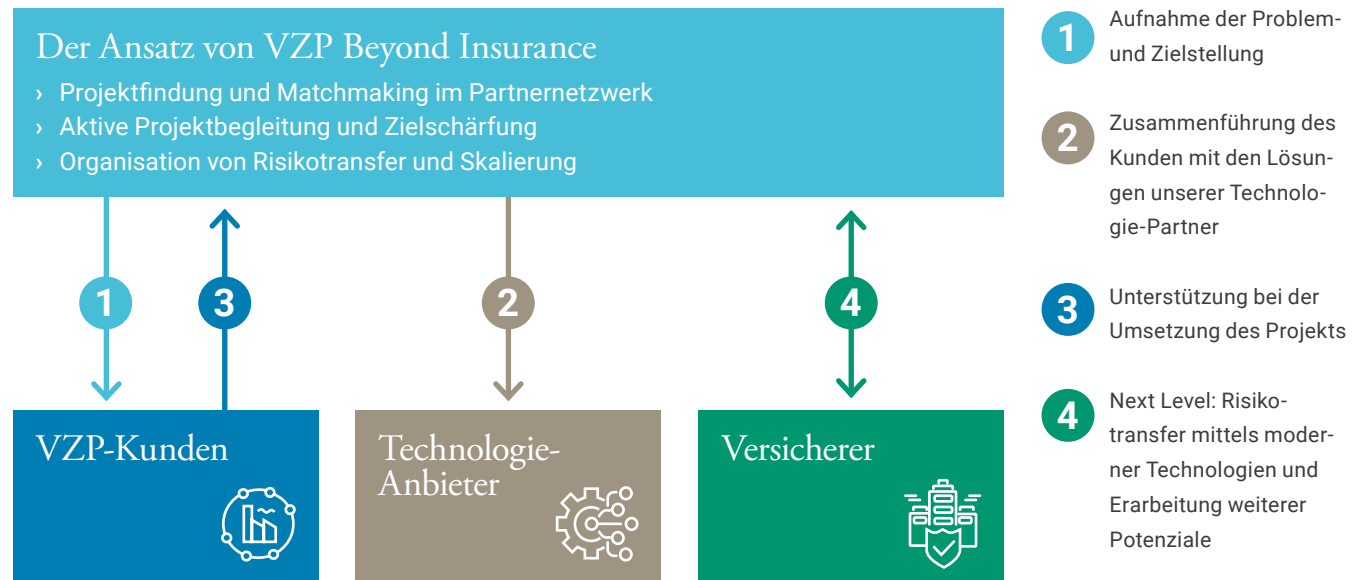 Der Ansatz von VZP Beyond Insurance
› Projektfindung und Matchmaking im Partnernetzwerk
› Aktive Projektbegleitung und Zielschärfung
› Organisation von Risikotransfer und Skalierung
1
3
2
4
VZP-Kunden
Technologie-
Anbieter
Versicherer
1
Aufnahme der Problem-
und Zielstellung
2
Zusammenführung des
Kunden mit den Lösun-
gen unserer Technolo-
gie-Partner
3
Unterstützung bei der
Umsetzung des Projekts
4
Next Level: Risiko-
transfer mittels moder-
ner Technologien und
Erarbeitung weiterer
Potenziale